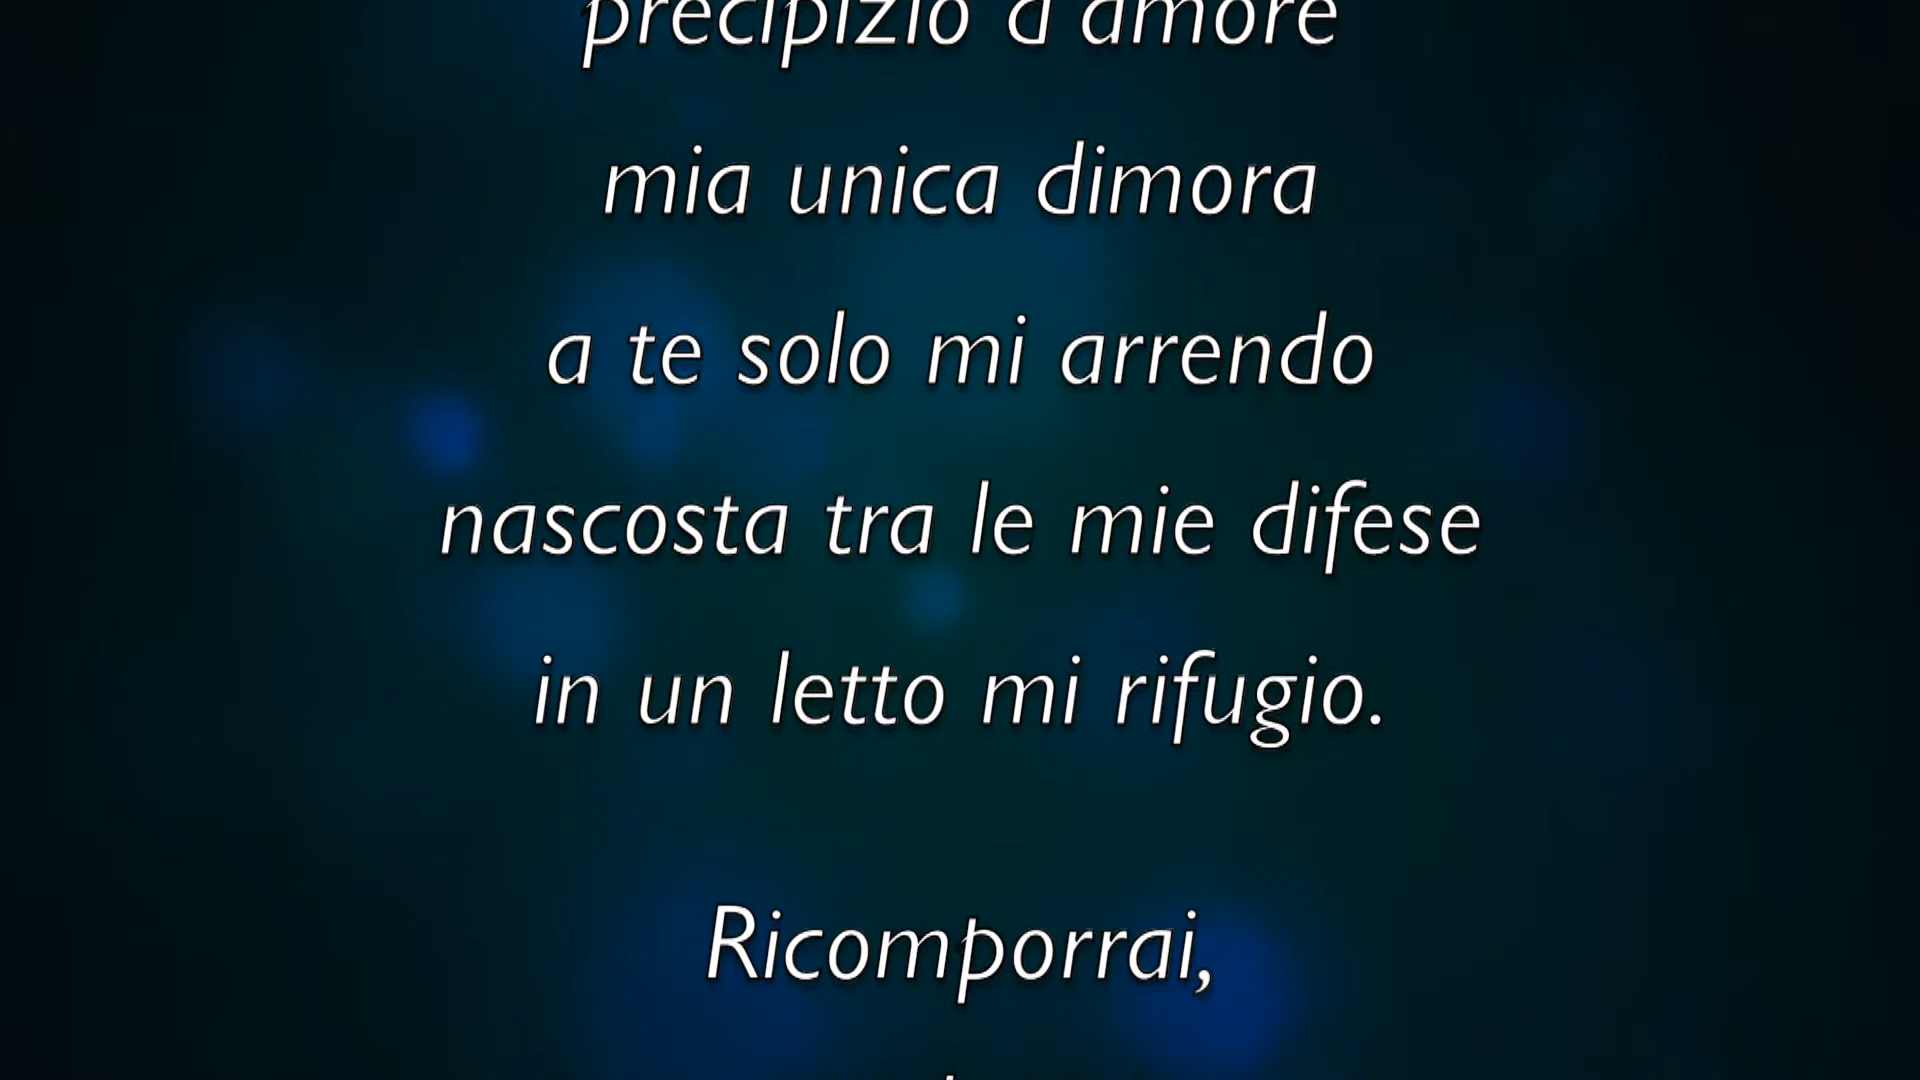 precipizio d'amore
mia unica dimora
a te solo mi arrendo
nascosta tra le mie difese
in un letto mi rifugio.
Ricomporrai,